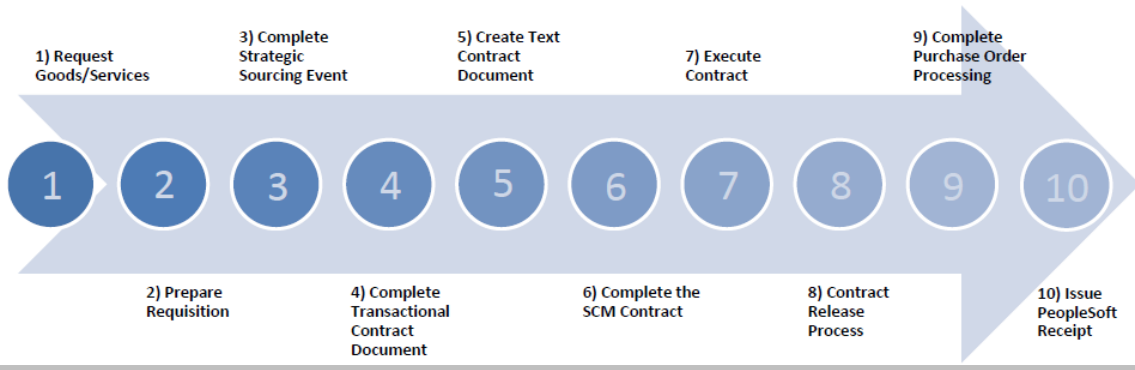 1) Request
Goods/Services
3) Complete
Strategic
Sourcing Event
5) Create Text
Contract
Document
7) Execute
Contract
9) Complete
Purchase Order
Processing
1
2
3
4
5
6
7
8
9
10
2) Prepare
Requisition
4) Complete
Transactional
Contract
Document
6) Complete the
SCM Contract
8) Contract
Release
Process
10) Issue
PeopleSoft
Receipt